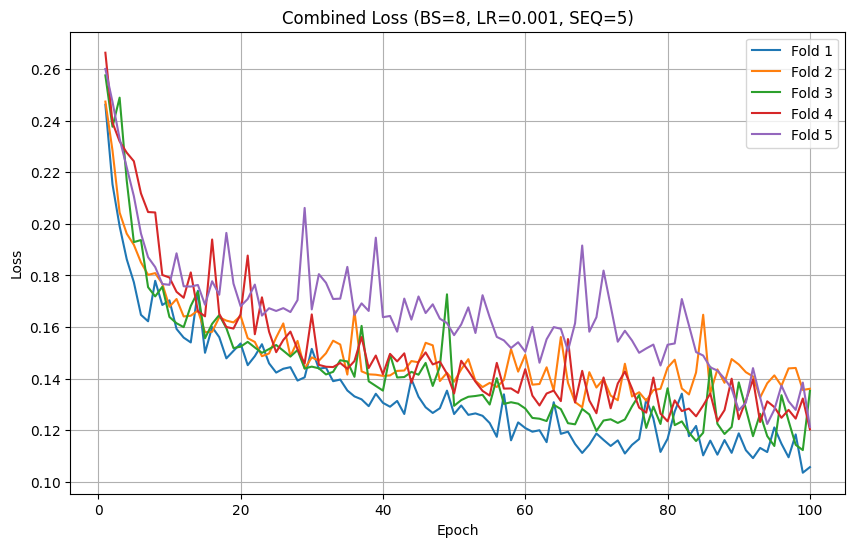 Combined Loss (BS=8, LR=0.001, SEQ=5)
Fold 1
Fold 2
Fold 3
Fold 4
Fold 5
Loss
0.26
0.24
0.22
0.20
0.18
0.16
0.14
0.12
0.10
0
20
40
60
80
100
Epoch